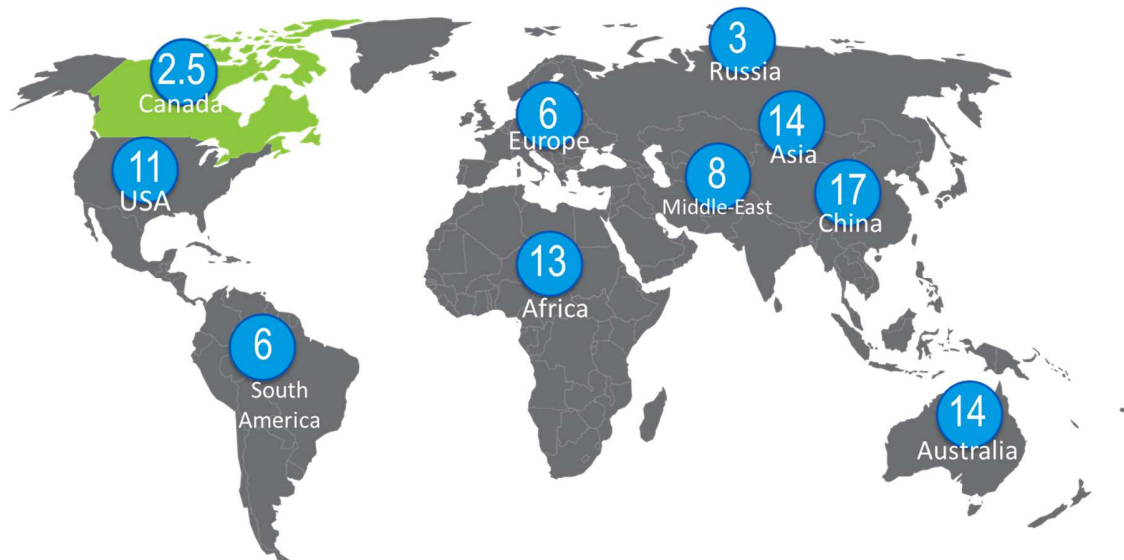 2.5
Canada
11
USA
6
South
America
3
Russia
6
Europe
14
Asia
8
Middle-East
17
China
13
Africa
14
Australia